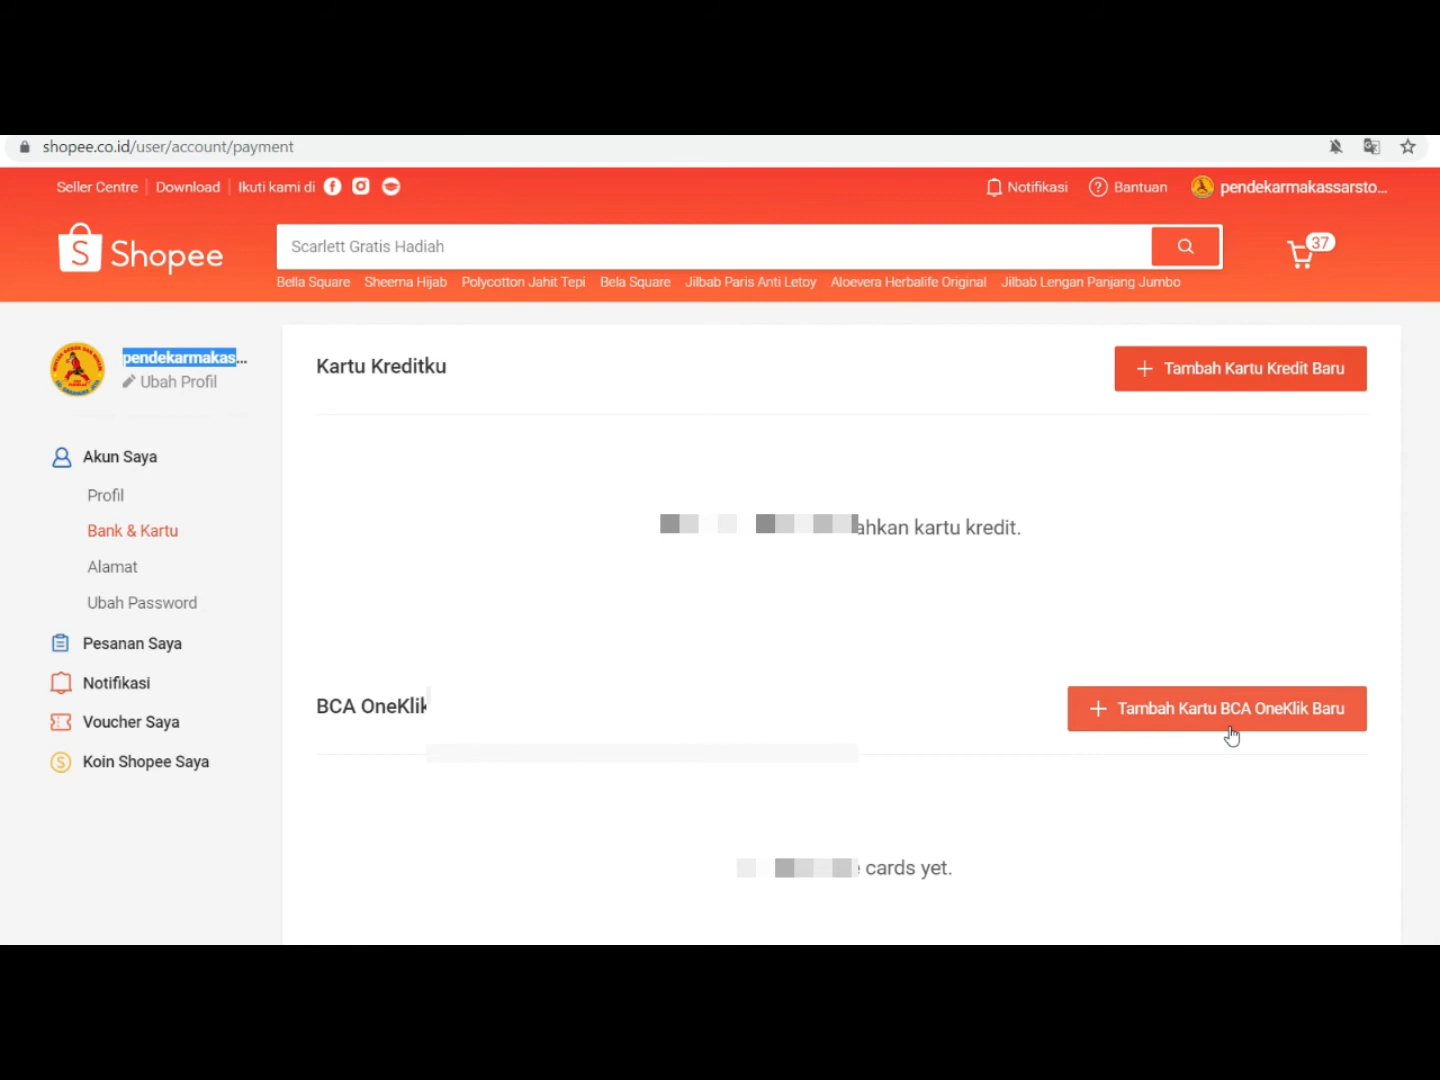 shopee.co.id/user/account/payment
Seller Centre Download Ikuti kami di Notifikasi Bantuan pendekarmakassarsto...
Shopee Scarlett Gratis Hadiah 37
Bella Square Sheema Hijab Polycotton Jahit Tepi Bela Square Jilbab Paris Anti Letoy Aloevera Herbalife Original Jilbab Lengan Panjang Jumbo
pendekarmakas...
Ubah Profil
Kartu Kreditku
+ Tambah Kartu Kredit Baru
Akun Saya
Profil
Bank & Kartu
Alamat
Ubah Password
Pesanan Saya
Notifikasi
Voucher Saya
Koin Shopee Saya
ahkan kartu kredit.
BCA OneKlik
+ Tambah Kartu BCA OneKlik Baru
cards yet.